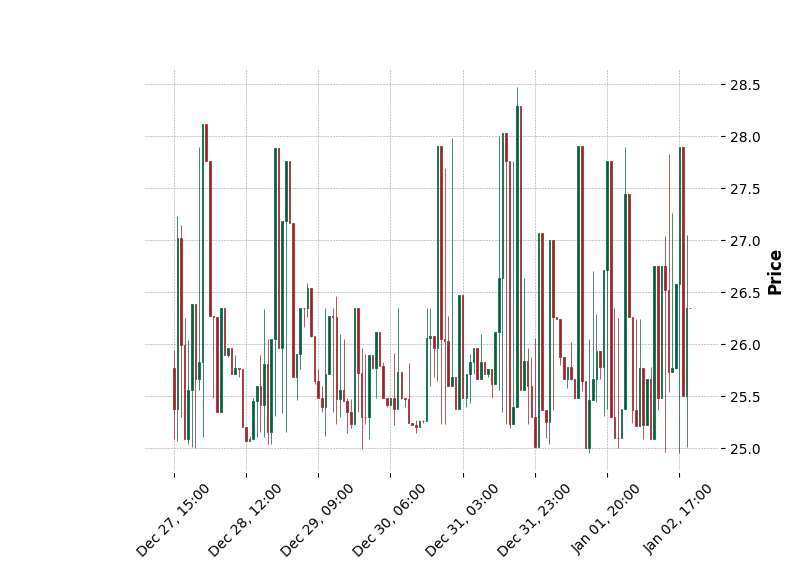 28.5
28.0
27.5
27.0
26.5
26.0
25.5
25.0
Price
Dec 27, 15:00
Dec 28, 12:00
Dec 29, 09:00
Dec 30, 06:00
Dec 31, 03:00
Dec 31, 23:00
Jan 01, 20:00
Jan 02, 17:00